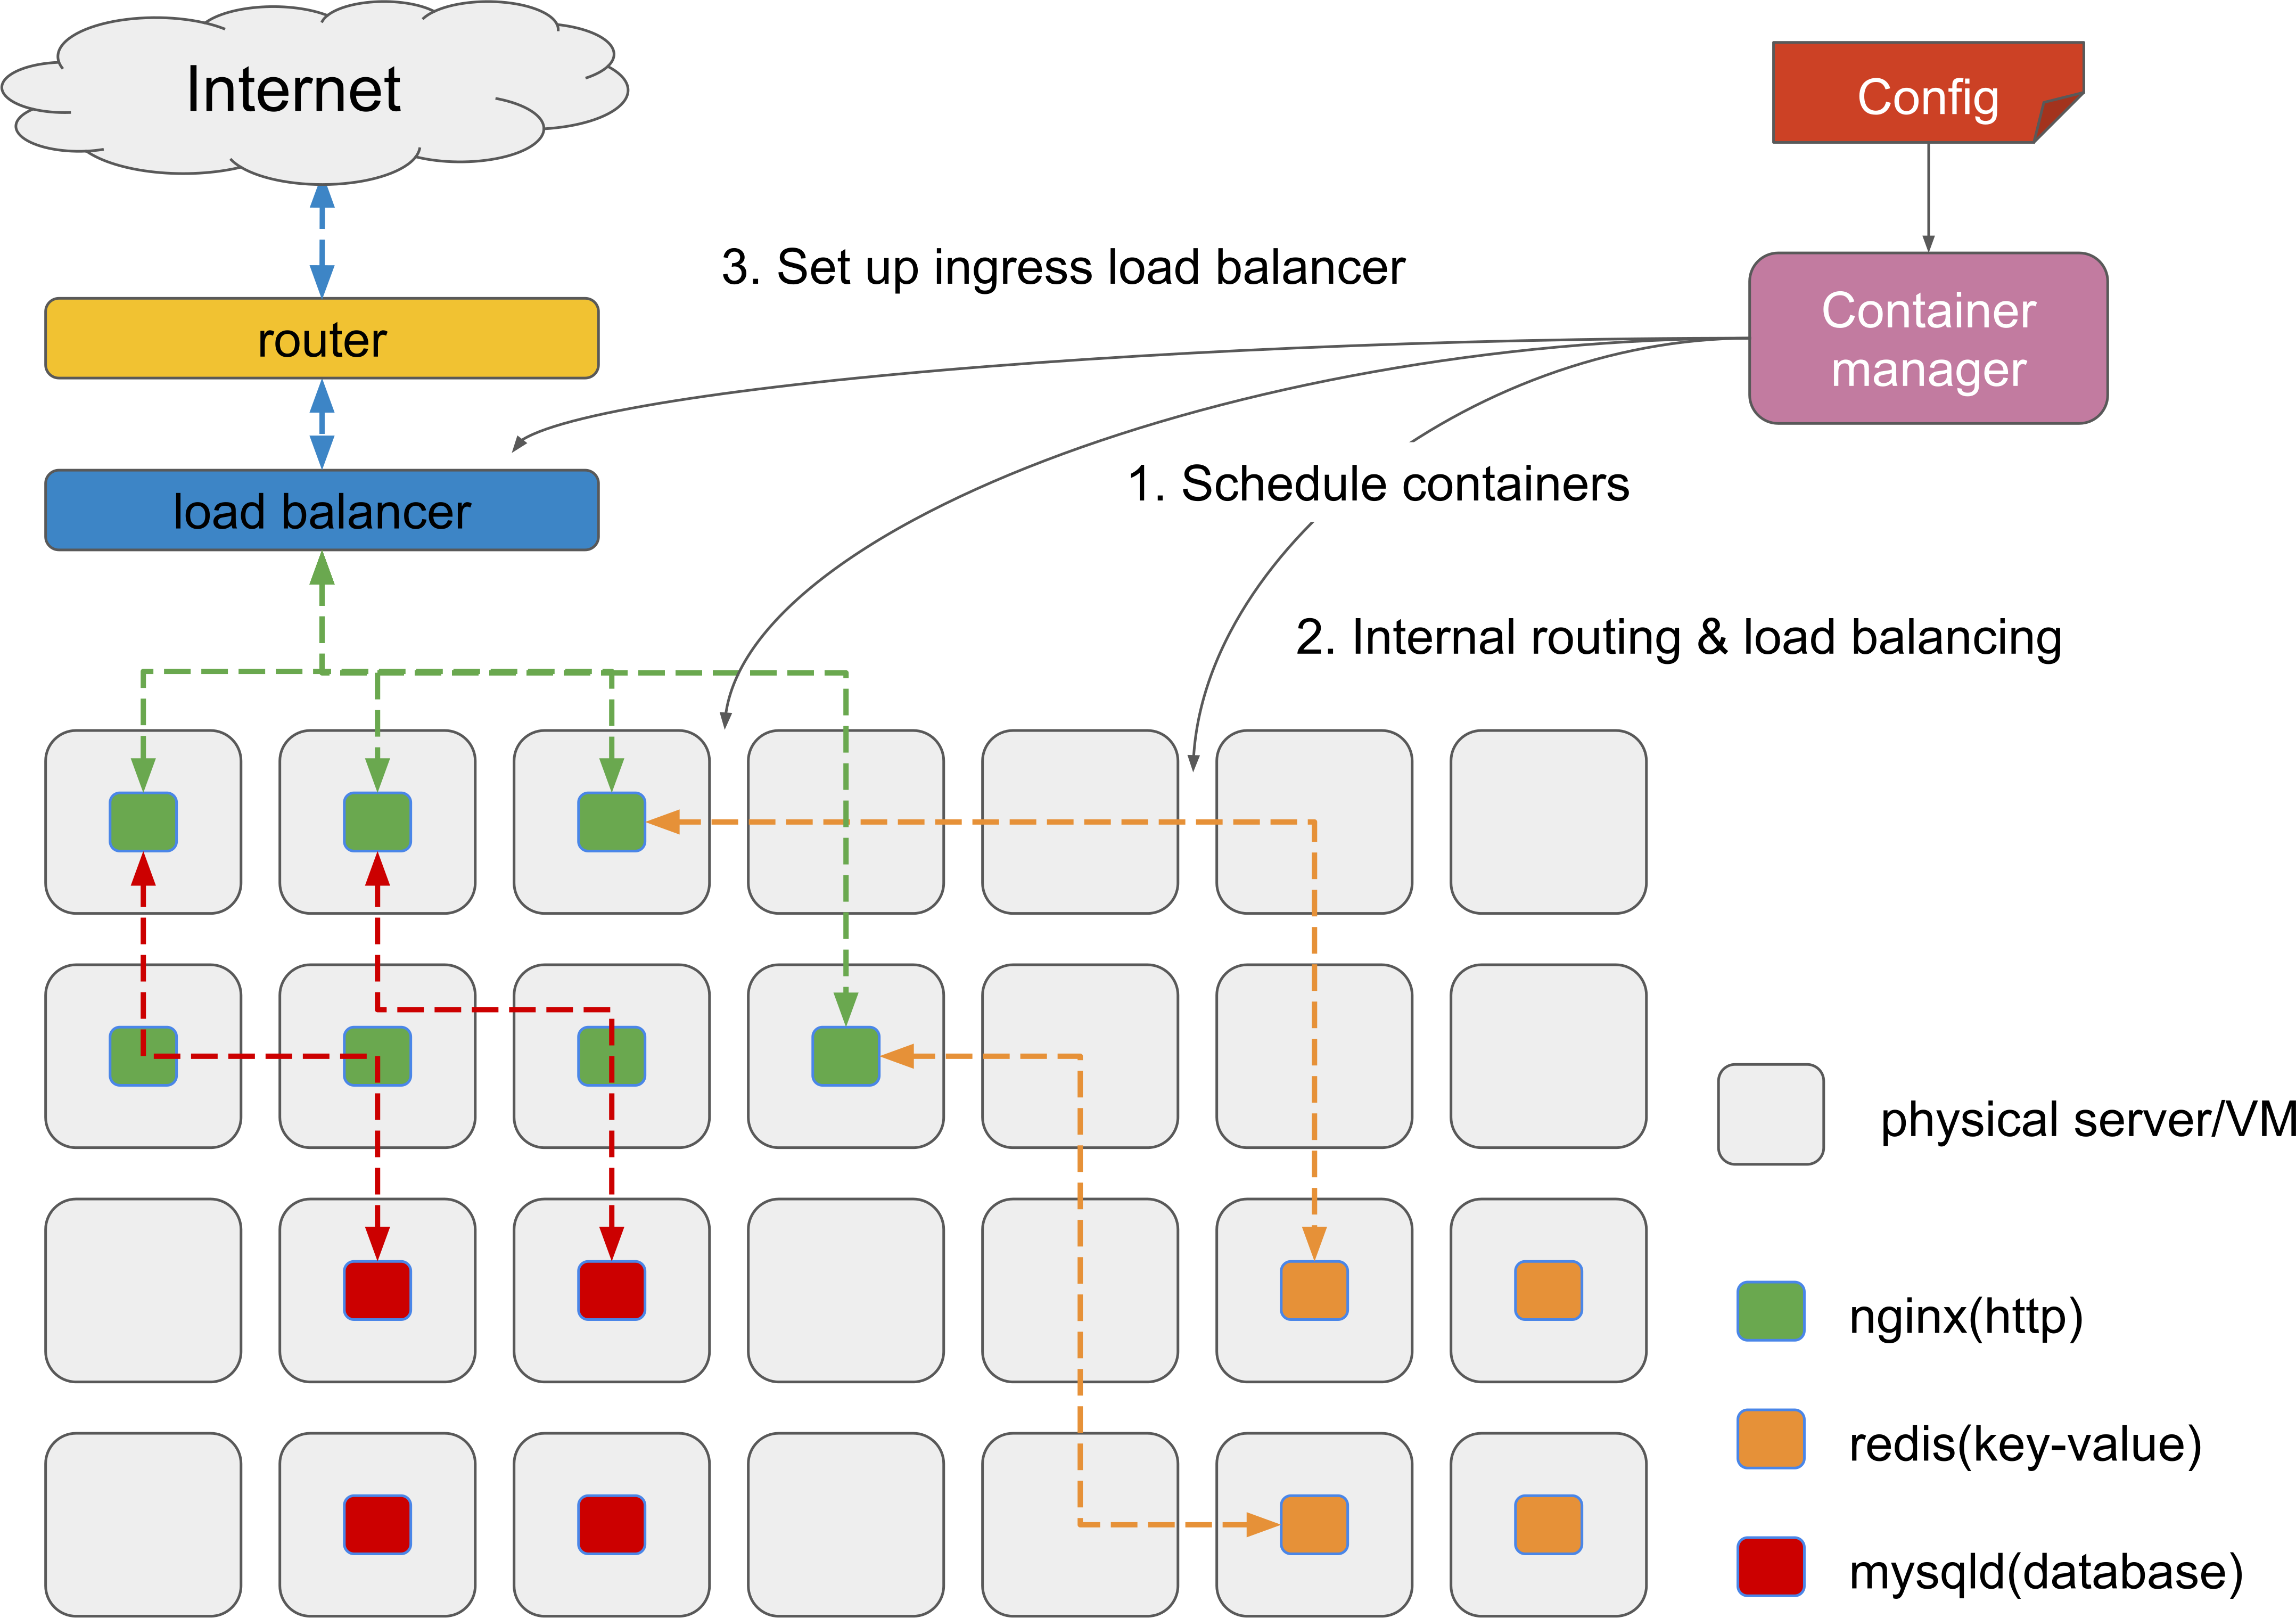 Internet
Config
3. Set up ingress load balancer
Container
manager
router
1. Schedule containers
load balancer
2. Internal routing & load balancing
physical server/VM
nginx(http)
redis(key-value)
mysqld(database)